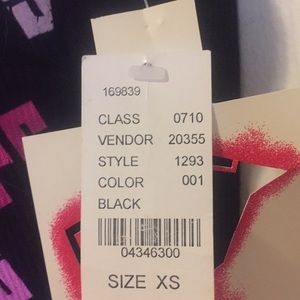 169839
CLASS 0710
VENDOR 20355
STYLE 1293
COLOR 001
BLACK
04346300
SIZE XS